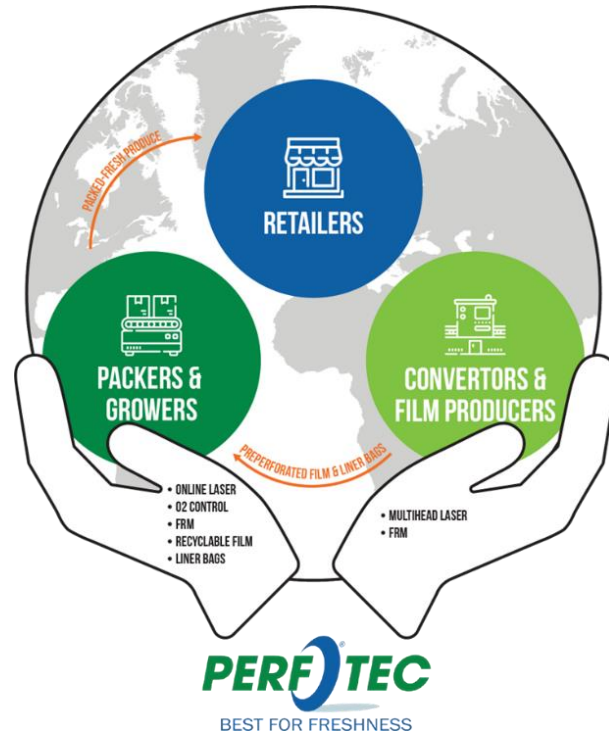 PACKED-FRESH PRODUCE
RETAILERS
PACKERS &
GROWERS
CONVERTORS &
FILM PRODUCERS
PREPERFORATED FILM & LINER BAGS
• ONLINE LASER
• O2 CONTROL
• FRM
• RECYCLABLE FILM
• LINER BAGS
• MULTIHEAD LASER
• FRM
PERFOTEC®
BEST FOR FRESHNESS